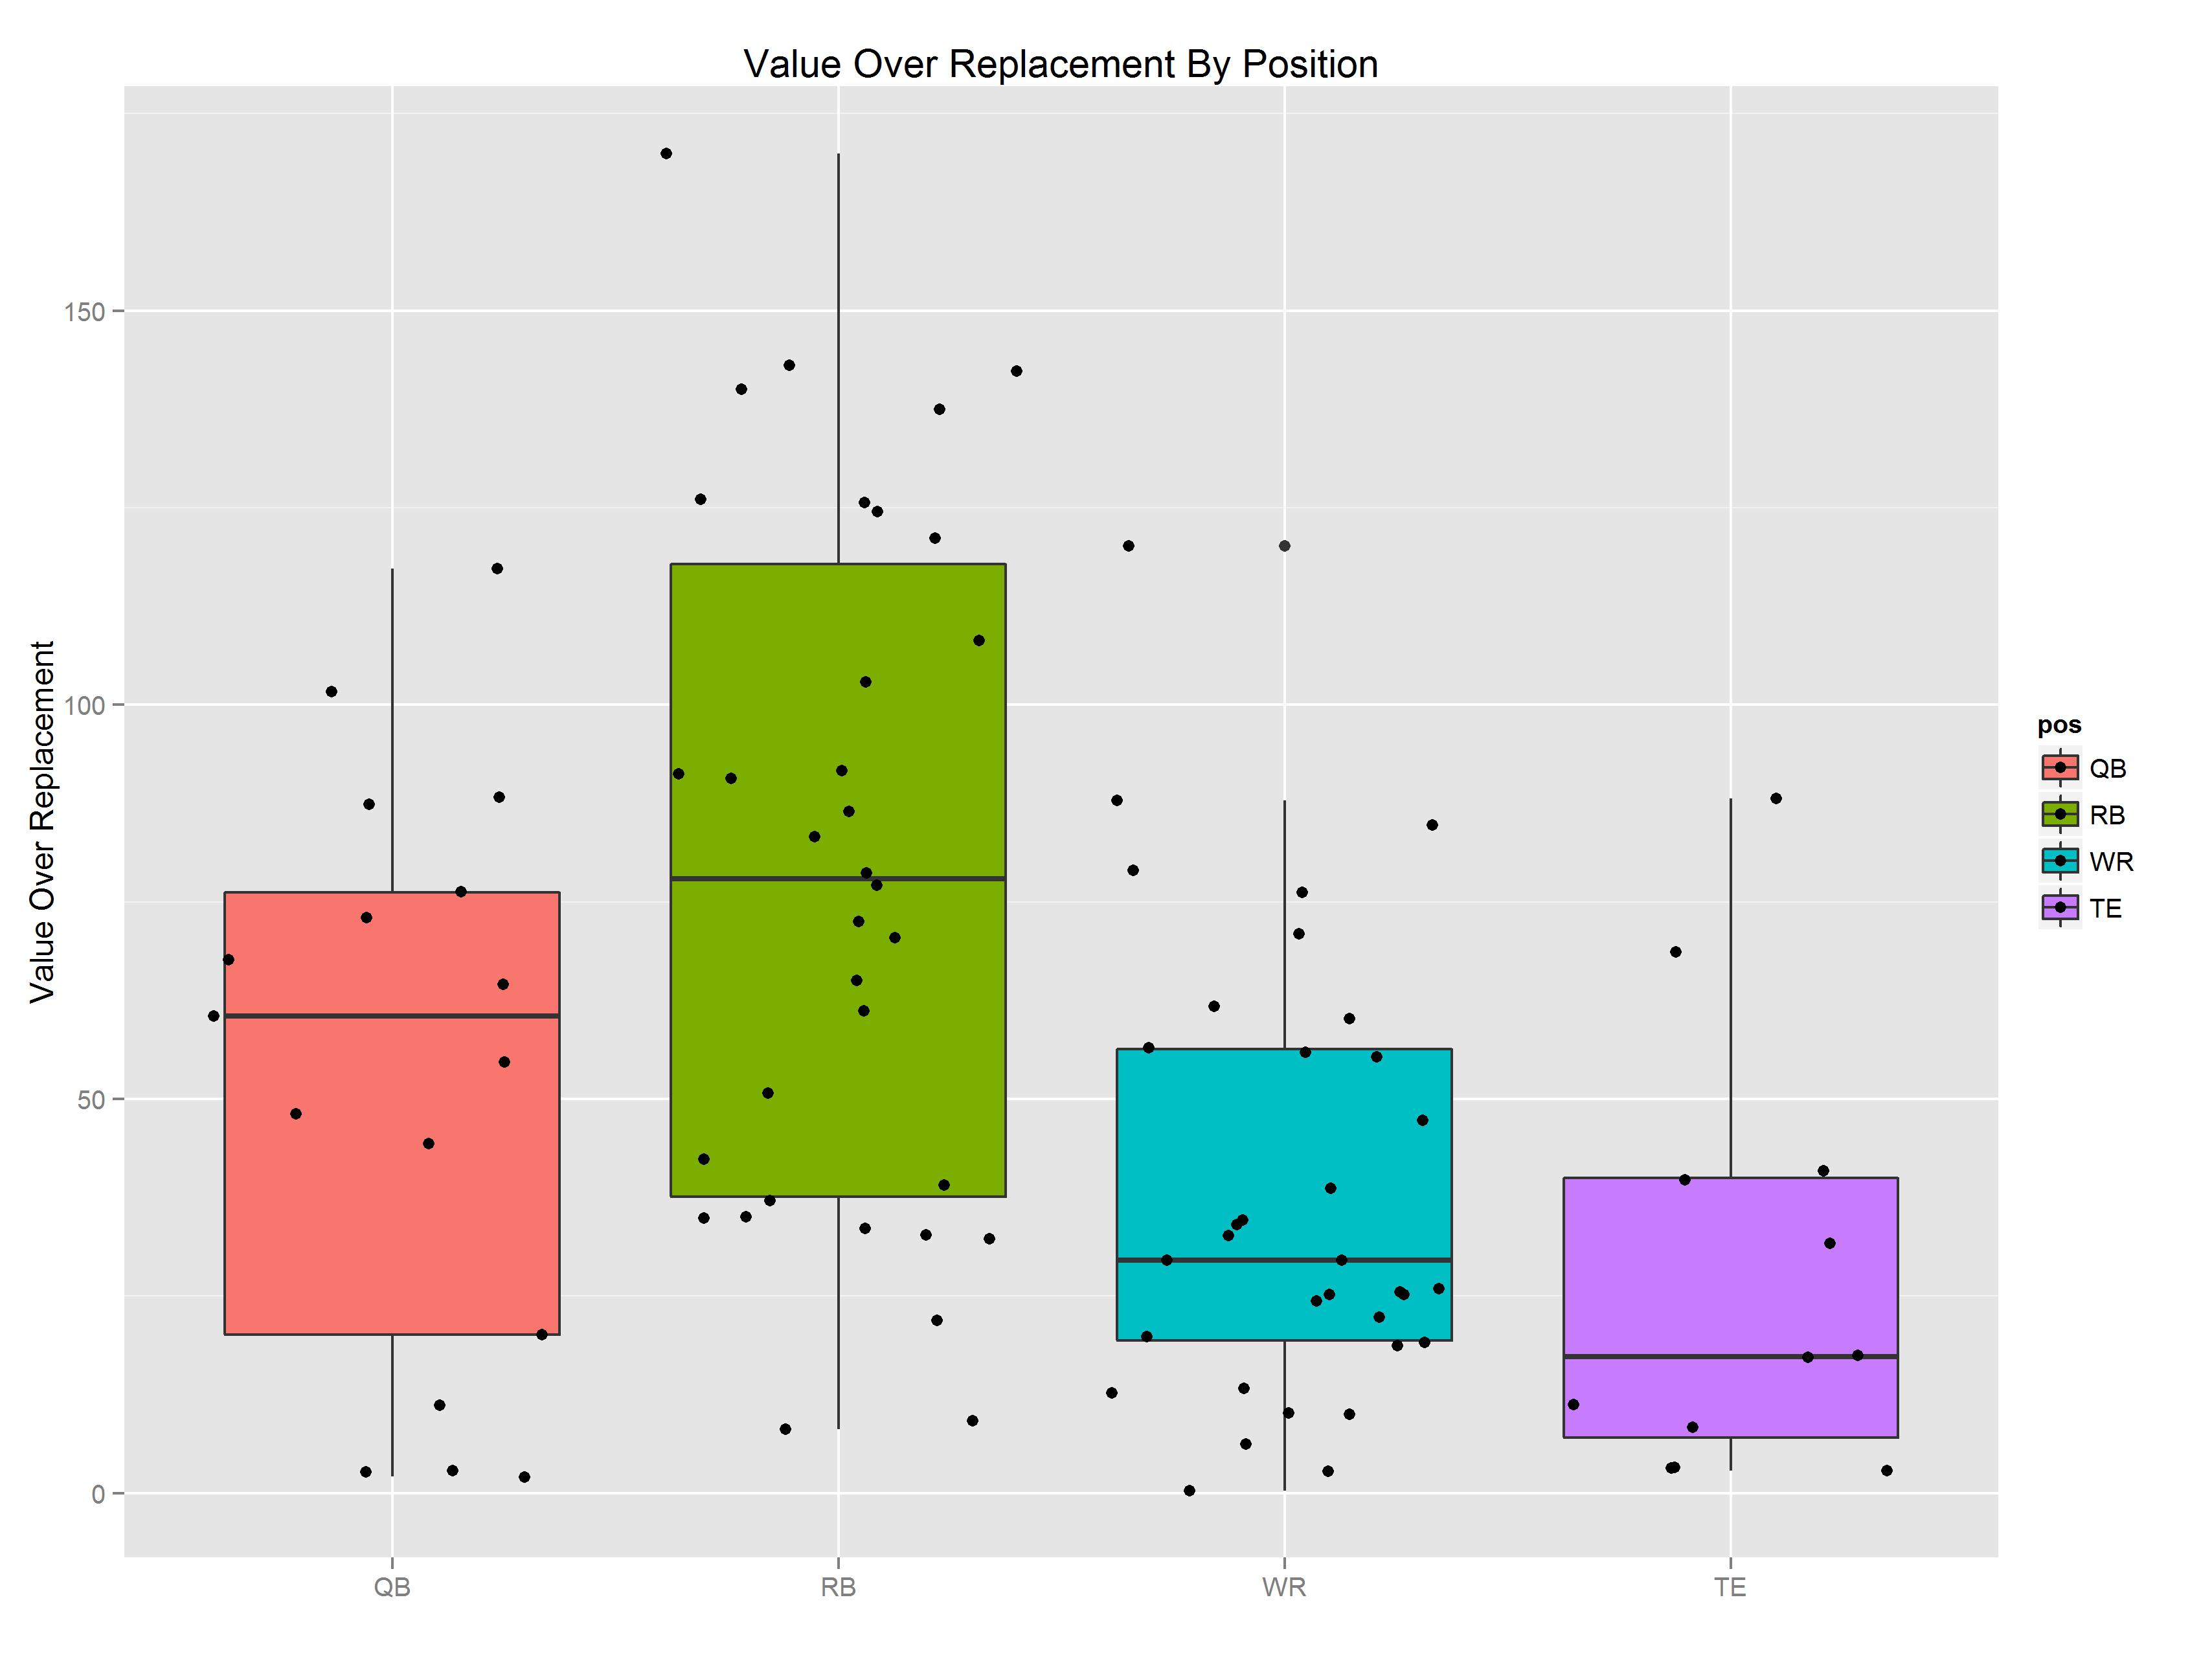 Value Over Replacement By Position
Value Over Replacement
150
100
50
0
QB RB WR TE
pos
QB
RB
WR
TE